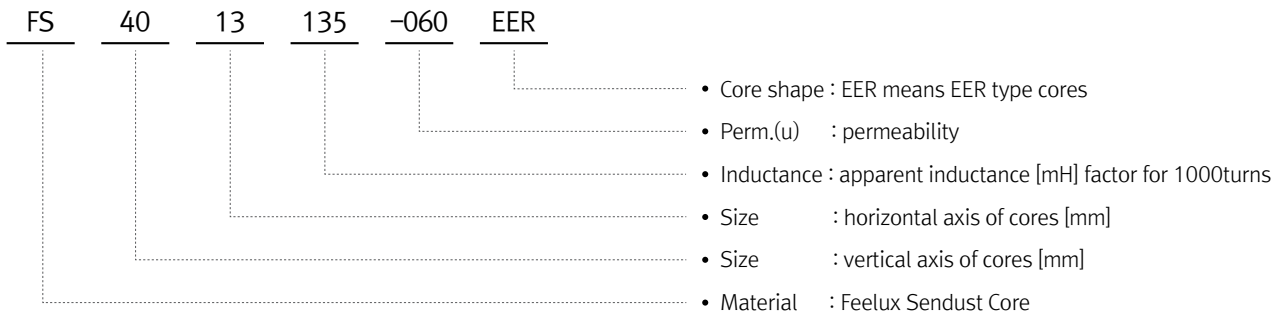 FS 40 13 135 -060 EER
• Core shape : EER means EER type cores
• Perm.(u) : permeability
• Inductance : apparent inductance [mH] factor for 1000turns
• Size : horizontal axis of cores [mm]
• Size : vertical axis of cores [mm]
• Material : Feelux Sendust Core